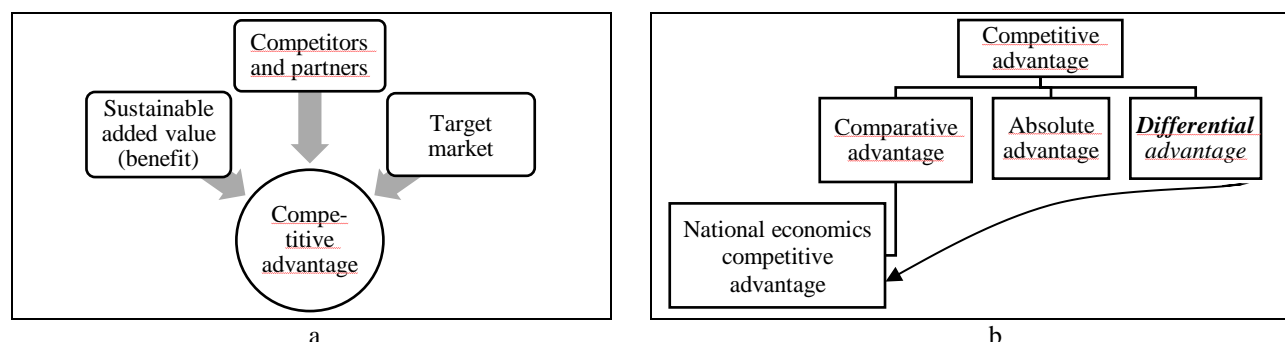 Competitors
and partners
Sustainable
added value
(benefit)
Target
market
Compe-
titive
advantage
a
Competitive
advantage
Comparative
advantage
Absolute
advantage
Differential
advantage
National economics
competitive
advantage
b